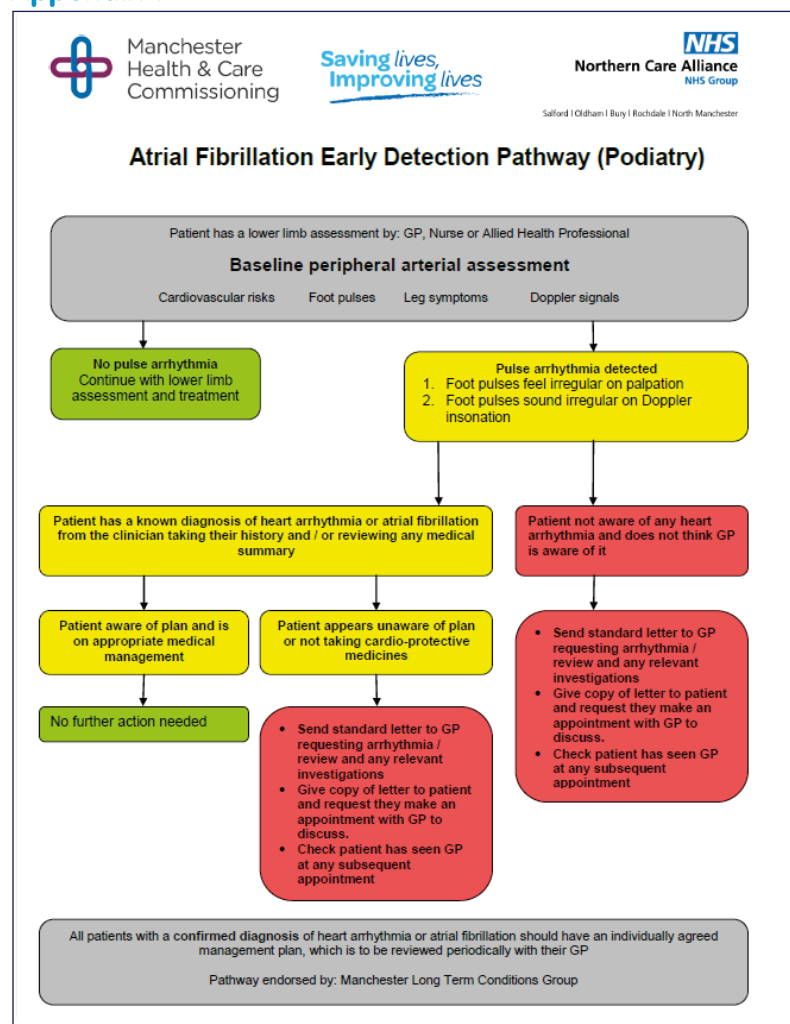 Manchester
Health & Care
Commissioning
Saving lives,
Improving lives
NHS
Northern Care Alliance
NHS Group
Salford | Oldham | Bury | Rochdale | North Manchester
Atrial Fibrillation Early Detection Pathway (Podiatry)
Patient has a lower limb assessment by: GP, Nurse or Allied Health Professional
Baseline peripheral arterial assessment
Cardiovascular risks Foot pulses Leg symptoms Doppler signals
No pulse arrhythmia
Continue with lower limb
assessment and treatment
Pulse arrhythmia detected
1. Foot pulses feel irregular on palpation
2. Foot pulses sound irregular on Doppler
insonation
Patient has a known diagnosis of heart arrhythmia or atrial fibrillation
from the clinician taking their history and / or reviewing any medical
summary
Patient not aware of any heart
arrhythmia and does not think GP
is aware of it
Patient aware of plan and is
on appropriate medical
management
Patient appears unaware of plan
or not taking cardio-protective
medicines
• Send standard letter to GP
requesting arrhythmia /
review and any relevant
investigations
• Give copy of letter to patient
and request they make an
appointment with GP to
discuss.
• Check patient has seen GP
at any subsequent
appointment
No further action needed
• Send standard letter to GP
requesting arrhythmia /
review and any relevant
investigations
• Give copy of letter to patient
and request they make an
appointment with GP to
discuss.
• Check patient has seen GP
at any subsequent
appointment
All patients with a confirmed diagnosis of heart arrhythmia or atrial fibrillation should have an individually agreed
management plan, which is to be reviewed periodically with their GP
Pathway endorsed by: Manchester Long Term Conditions Group